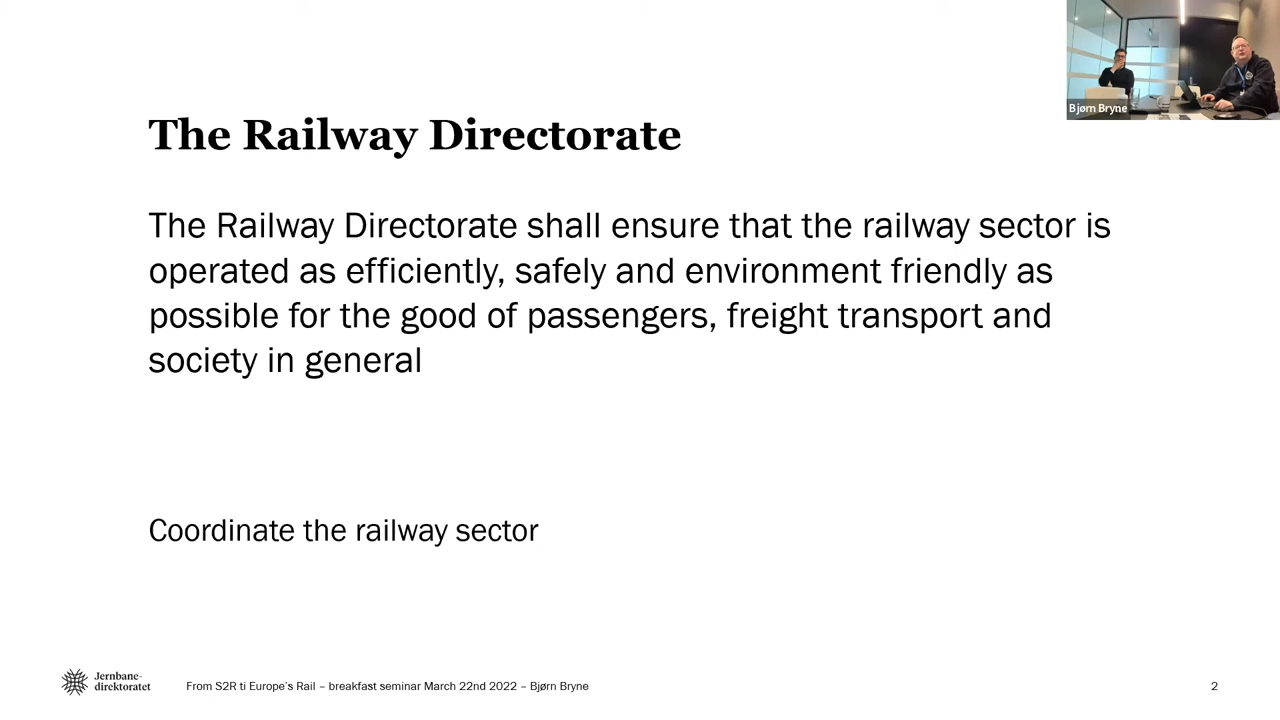 Bjørn Bryne
The Railway Directorate
The Railway Directorate shall ensure that the railway sector is
operated as efficiently, safely and environment friendly as
possible for the good of passengers, freight transport and
society in general
Coordinate the railway sector
Jernbane-
direktoratet
From S2R ti Europe's Rail – breakfast seminar March 22nd 2022 – Bjørn Bryne
2